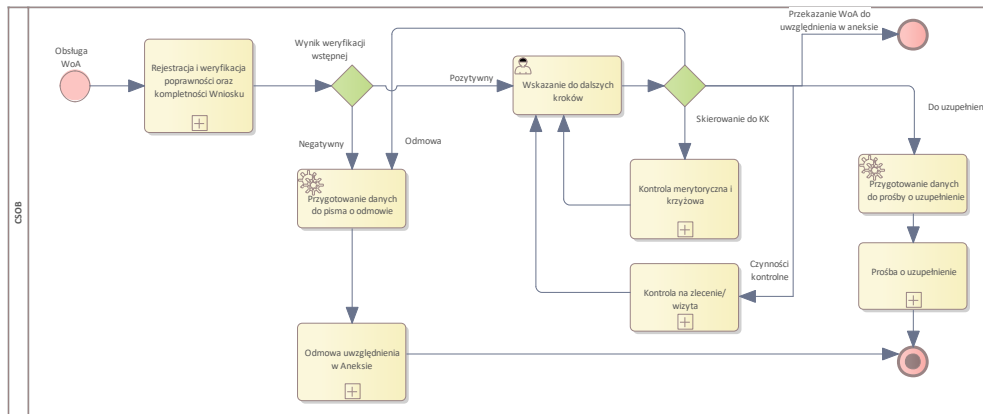 CSOB
Obsługa
WoA
Rejestracja i weryfikacja
poprawności oraz
kompletności Wniosku
Wynik weryfikacji
wstępnej
Pozytywny
Negatywny
Odmowa
Przygotowanie danych
do pisma o odmowie
Odmowa uwzględnienia
w Aneksie
Wskazanie do dalszych
kroków
Skierowanie do KK
Kontrola merytoryczna i
krzyżowa
Czynności
kontrolne
Kontrola na zlecenie/
wizyta
Przekazanie WoA do
uwzględnienia w aneksie
Do uzupełnien
Przygotowanie danych
do prośby o uzupełnienie
Prośba o uzupełnienie